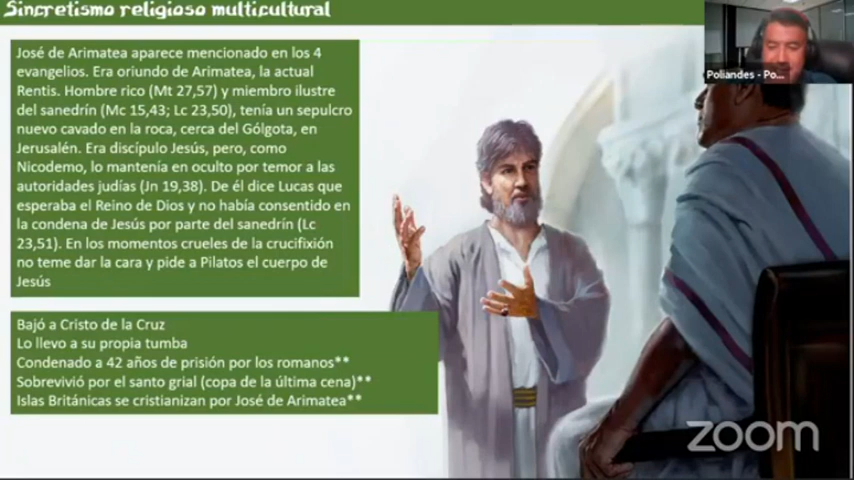 Sincretismo religioso multicultural
Poliandes - Po...
José de Arimatea aparece mencionado en los 4
evangelios. Era oriundo de Arimatea, la actual
Rentis. Hombre rico (Mt 27,57) y miembro ilustre
del sanedrín (Mc 15,43; Lc 23,50), tenía un sepulcro
nuevo cavado en la roca, cerca del Gólgota, en
Jerusalén. Era discípulo Jesús, pero, como
Nicodemo, lo mantenía en oculto por temor a las
autoridades judías (Jn 19,38). De él dice Lucas que
esperaba el Reino de Dios y no había consentido en
la condena de Jesús por parte del sanedrín (Lc
23,51). En los momentos crueles de la crucifixión
no teme dar la cara y pide a Pilatos el cuerpo de
Jesús
Bajó a Cristo de la Cruz
Lo llevo a su propia tumba
Condenado a 42 años de prisión por los romanos**
Sobrevivió por el santo grial (copa de la última cena)**
Islas Británicas se cristianizan por José de Arimatea**
zoom